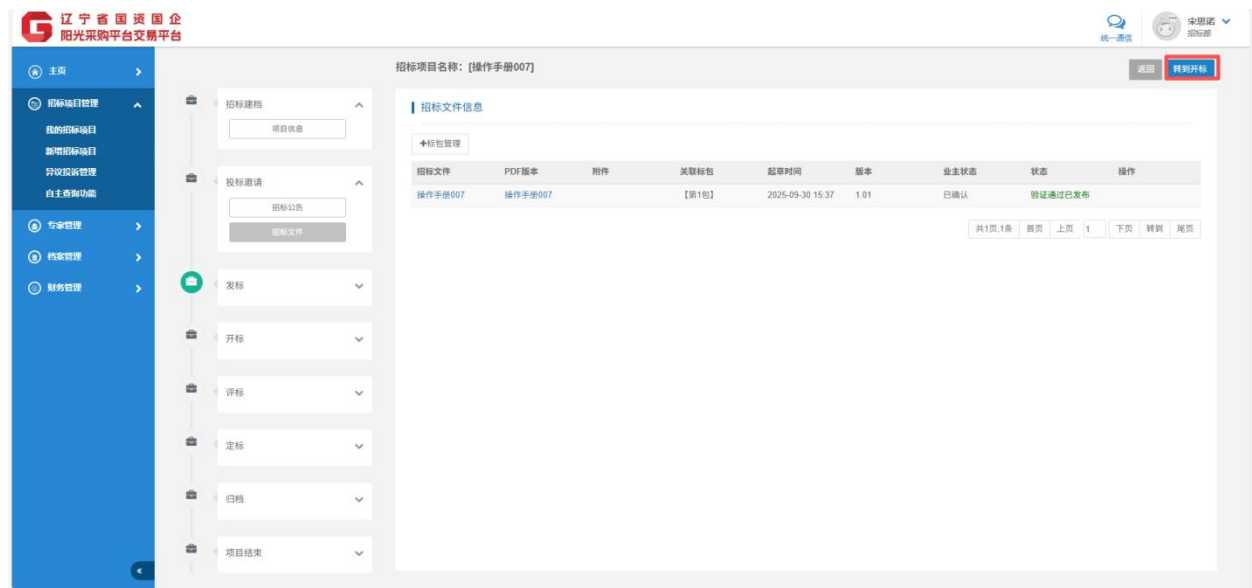 辽宁省国资国企
阳光采购平台交易平台
统一通信
宋思诺
招标部
主页
招标项目管理
我的招标项目
新增招标项目
异议投诉管理
自主查询功能
专家管理
档案管理
财务管理
招标建档
项目信息
投标邀请
招标公告
招标文件
发标
开标
评标
定标
归档
项目结束
招标项目名称：[操作手册007]
返回 转到开标
招标文件信息
✚标包管理
招标文件 PDF版本 附件 关联标包 起草时间 版本 业主状态 状态 操作
操作手册007 操作手册007 【第1包】 2025-09-30 15:37 1.01 已确认 验证通过已发布
共1页,1条 首页 上页 1 下页 转到 尾页